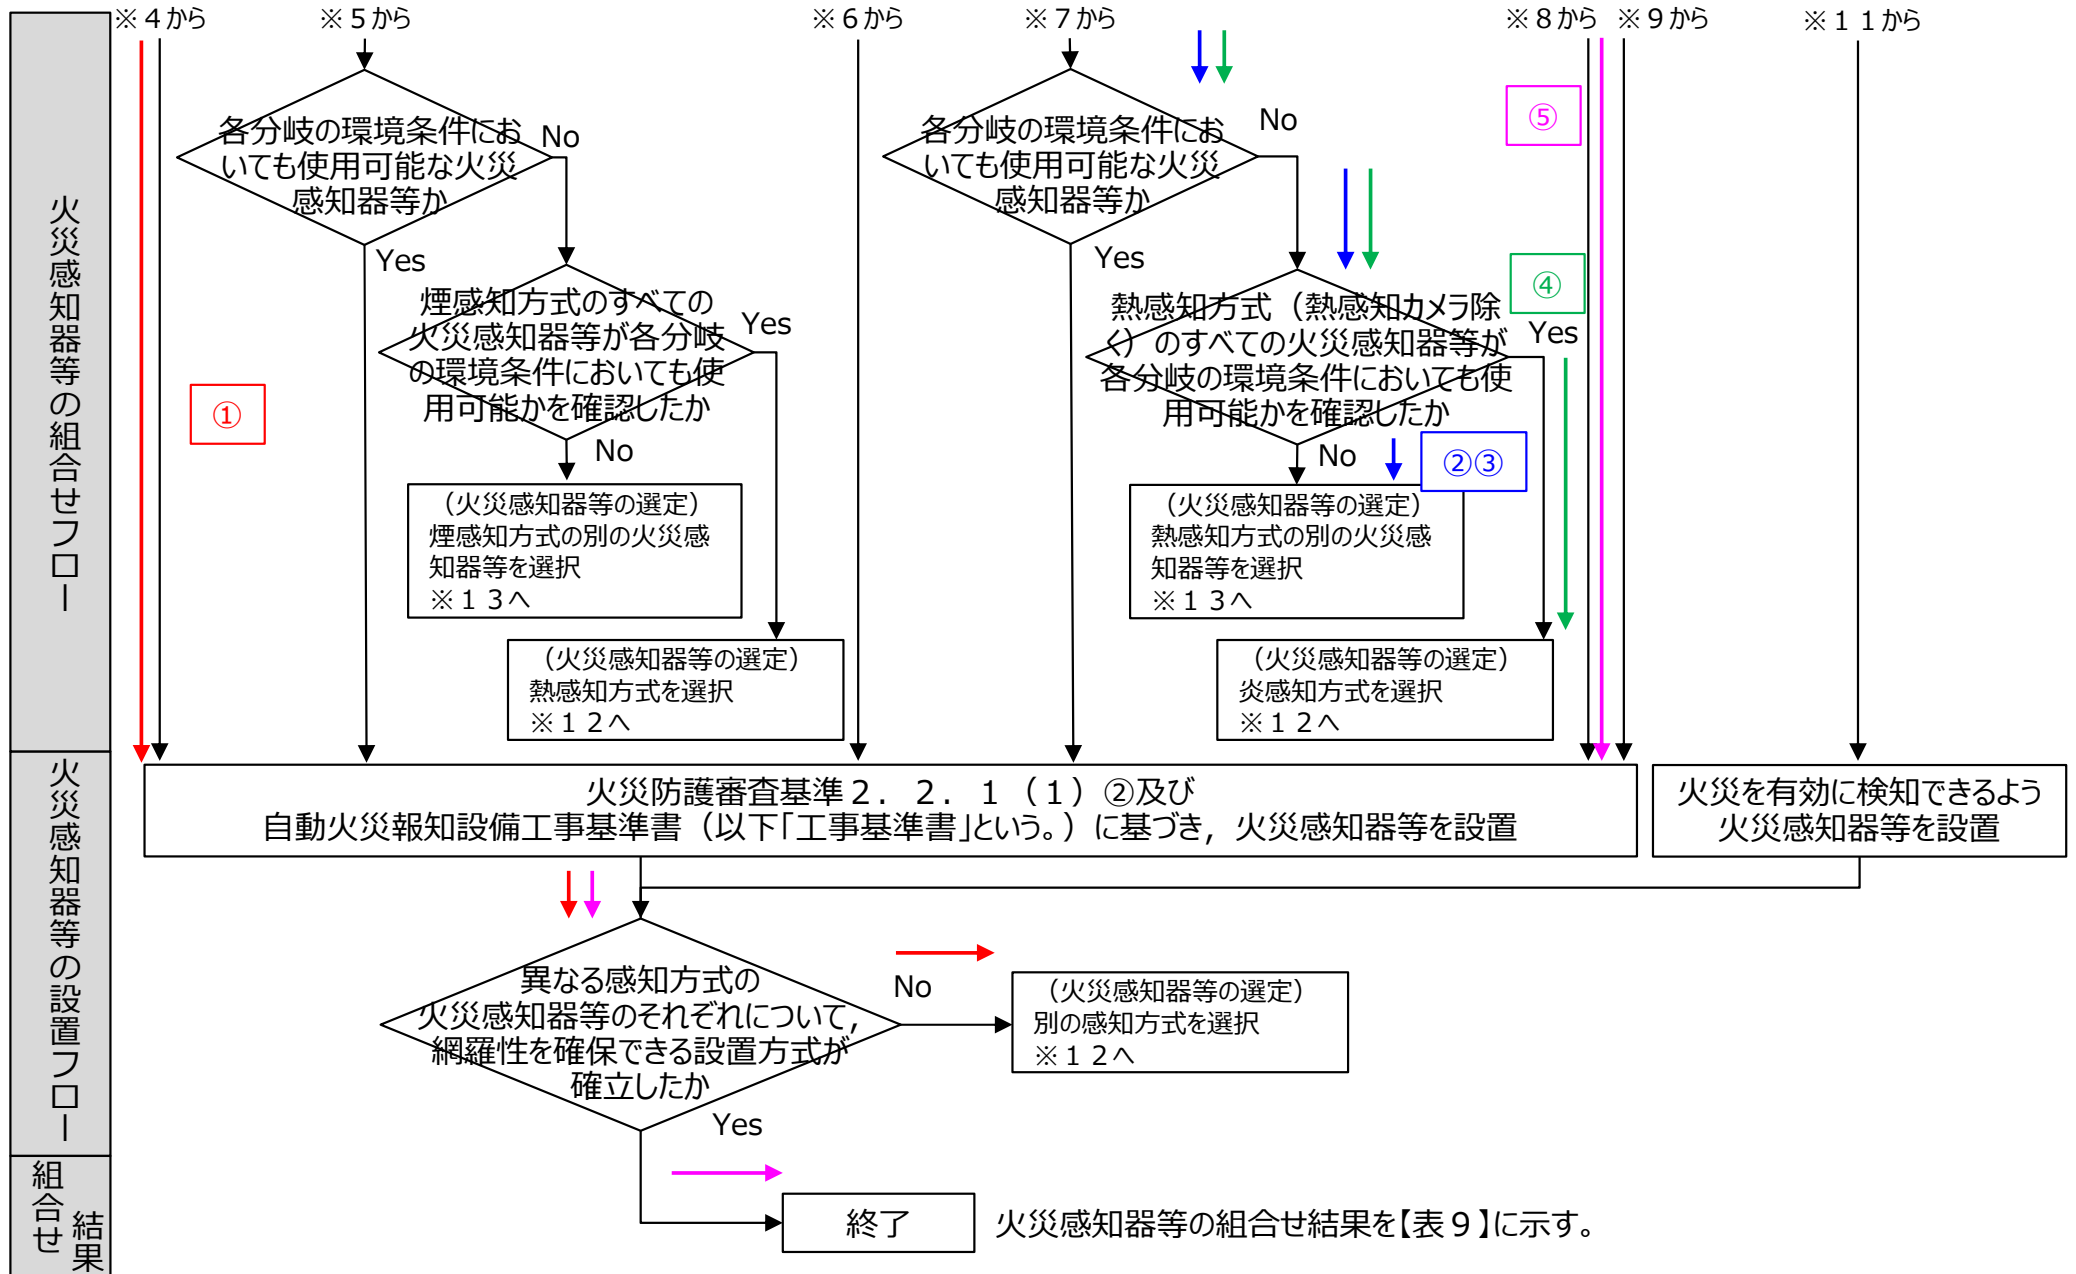 ※４から
※５から
※６から
※７から
※８から
※９から
※１１から
火災感知器等の組合せフロー
各分岐の環境条件にお
いても使用可能な火災
感知器等か
No
Yes
煙感知方式のすべての
火災感知器等が各分岐
の環境条件においても使
用可能かを確認したか
Yes
No
①
（火災感知器等の選定）
煙感知方式の別の火災感
知器等を選択
※１３へ
（火災感知器等の選定）
熱感知方式を選択
※１２へ
各分岐の環境条件にお
いても使用可能な火災
感知器等か
No
Yes
⑤
④
熱感知方式（熱感知カメラ除
く）のすべての火災感知器等が
各分岐の環境条件においても使
用可能かを確認したか
Yes
No
②③
（火災感知器等の選定）
熱感知方式の別の火災感
知器等を選択
※１３へ
（火災感知器等の選定）
炎感知方式を選択
※１２へ
火災感知器等の設置フロー
火災防護審査基準２．２．１（１）②及び
自動火災報知設備工事基準書（以下「工事基準書」という。）に基づき，火災感知器等を設置
火災を有効に検知できるよう
火災感知器等を設置
異なる感知方式の
火災感知器等のそれぞれについて，
網羅性を確保できる設置方式が
確立したか
No
Yes
（火災感知器等の選定）
別の感知方式を選択
※１２へ
組合せ
結果
終了
火災感知器等の組合せ結果を【表９】に示す。